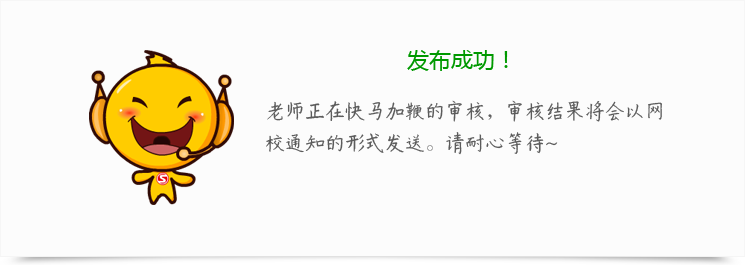 发布成功！
老师正在快马加鞭的审核，审核结果将会以网
校通知的形式发送。请耐心等待~